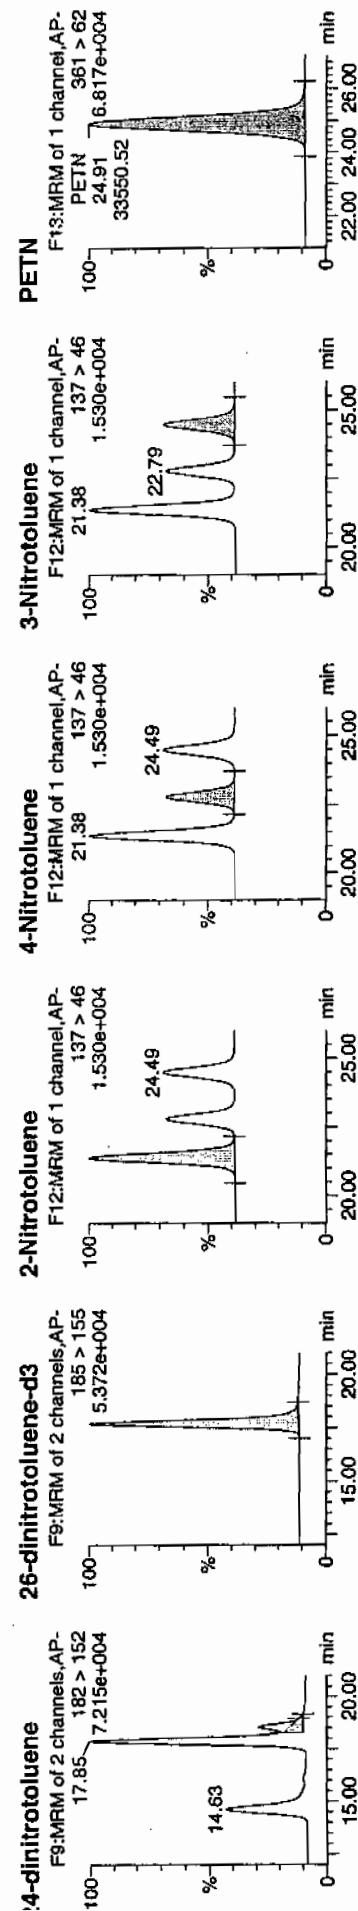 24-dinitrotoluene
F9:MRM of 2 channels,AP-
182 > 152
7.215e+004
17.85
14.63
100
%
0
15.00 20.00 min
26-dinitrotoluene-d3
F9:MRM of 2 channels,AP-
185 > 155
5.372e+004
100
%
0
15.00 20.00 min
2-Nitrotoluene
F12:MRM of 1 channel,AP-
137 > 46
1.530e+004
24.49
100
%
0
20.00 25.00 min
4-Nitrotoluene
F12:MRM of 1 channel,AP-
21.38 137 > 46
1.530e+004
24.49
100
%
0
20.00 25.00 min
3-Nitrotoluene
F12:MRM of 1 channel,AP-
21.38 137 > 46
1.530e+004
22.79
100
%
0
20.00 25.00 min
PETN
F13:MRM of 1 channel,AP-
PETN 361 > 62
24.91 6.817e+004
33550.52
100
%
0
22.00 24.00 26.00 min